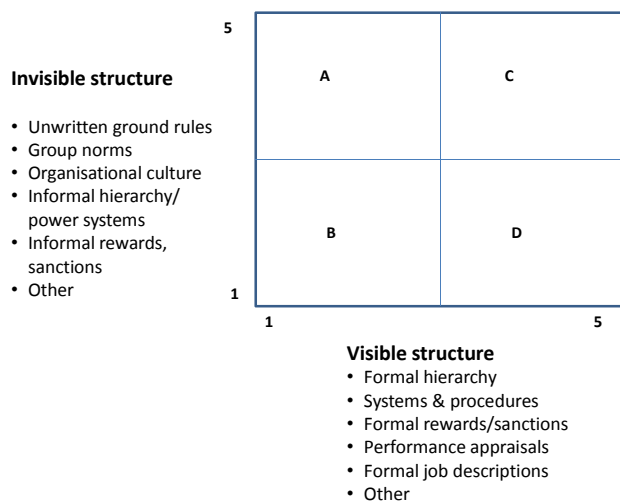 5
A
C
Invisible structure
• Unwritten ground rules
• Group norms
• Organisational culture
• Informal hierarchy/
power systems
• Informal rewards,
sanctions
• Other
B
D
1
1
5
Visible structure
• Formal hierarchy
• Systems & procedures
• Formal rewards/sanctions
• Performance appraisals
• Formal job descriptions
• Other